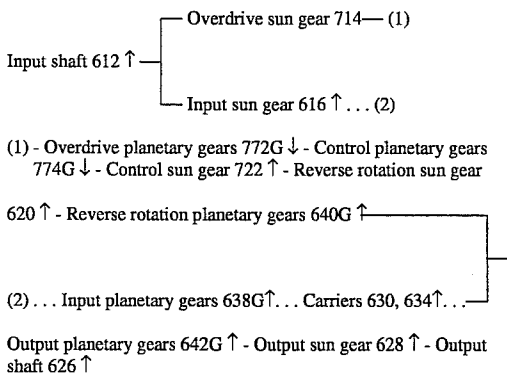 Overdrive sun gear 714— (1)
Input shaft 612 ↑
Input sun gear 616 ↑ . . . (2)
(1) - Overdrive planetary gears 772G ↓ - Control planetary gears
774G ↓ - Control sun gear 722 ↑ - Reverse rotation sun gear
620 ↑ - Reverse rotation planetary gears 640G ↑
(2) . . . Input planetary gears 638G↑. . . Carriers 630, 634↑. . .
Output planetary gears 642G ↑ - Output sun gear 628 ↑ - Output
shaft 626 ↑